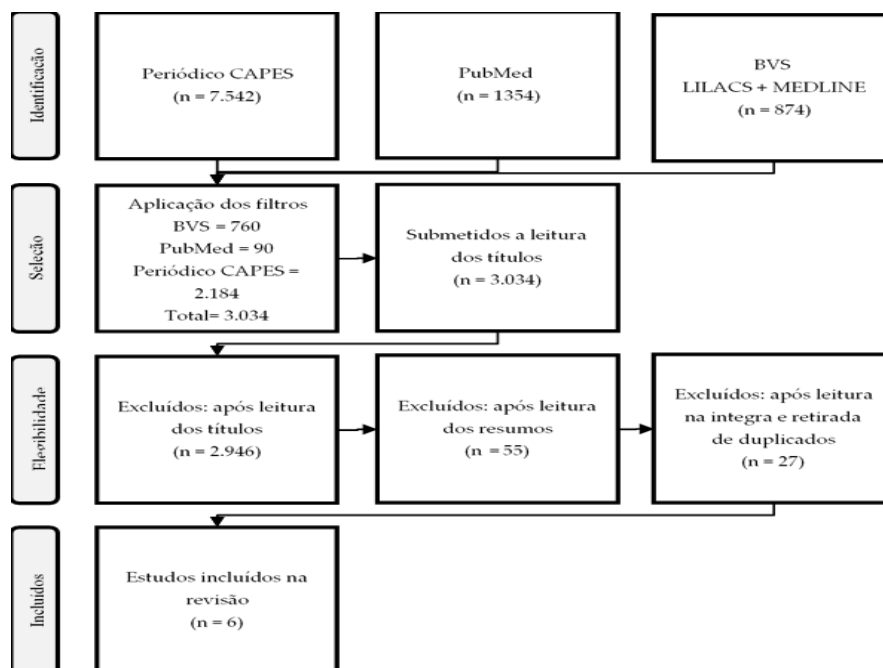 Identificação
Periódico CAPES
(n = 7.542)
PubMed
(n = 1354)
BVS
LILACS + MEDLINE
(n = 874)
Seleção
Aplicação dos filtros
BVS = 760
PubMed = 90
Periódico CAPES =
2.184
Total= 3.034
Submetidos a leitura
dos títulos
(n = 3.034)
Elegibilidade
Excluídos: após leitura
dos títulos
(n = 2.946)
Excluídos: após leitura
dos resumos
(n = 55)
Excluídos: após leitura
na integra e retirada
de duplicados
(n = 27)
Incluídos
Estudos incluídos na
revisão
(n = 6)